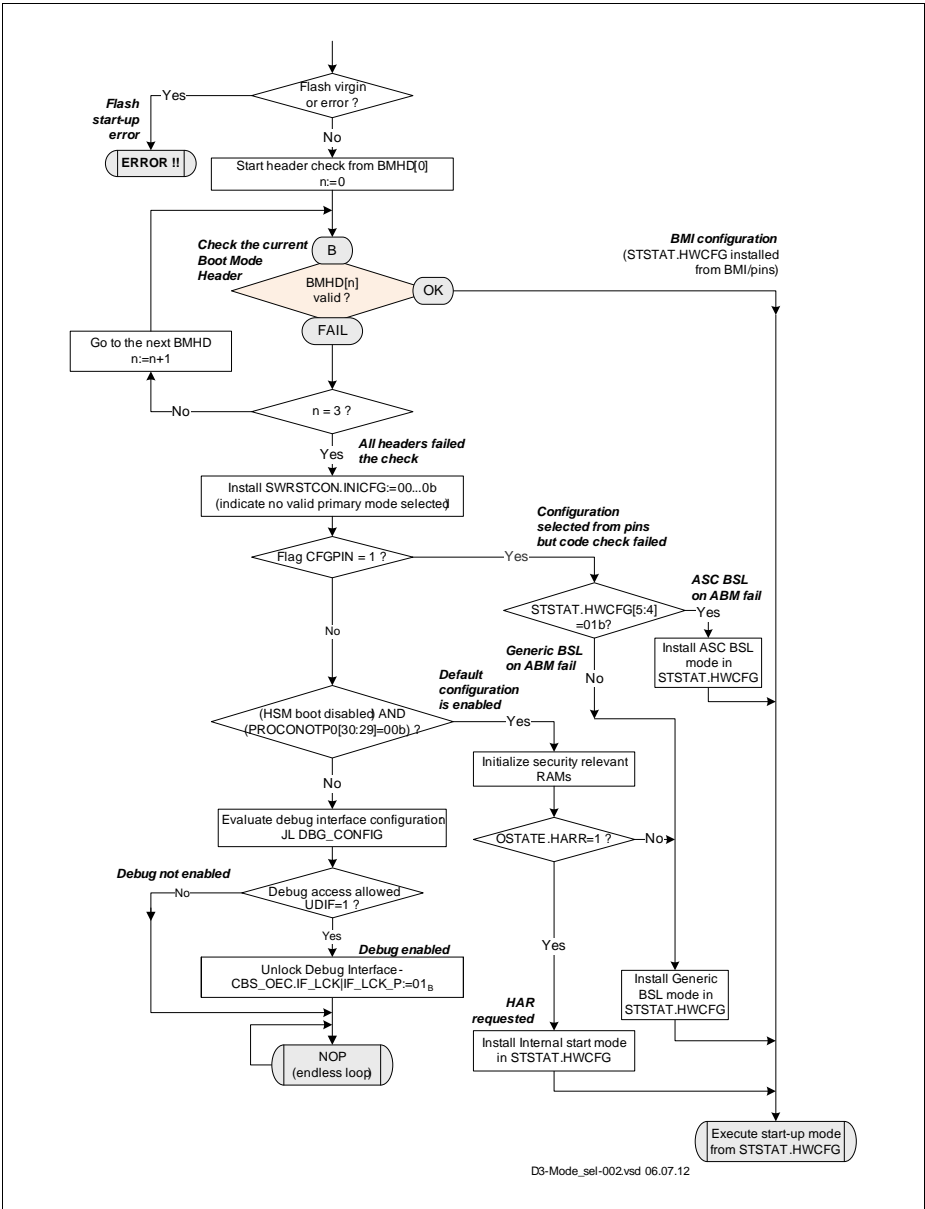 Flash virgin
or error ?
Yes
Flash
start-up
error
No
ERROR !!
Start header check from BMHD[0]
n:=0
B
Check the current
Boot Mode
Header
BMHD[n]
valid ?
OK
FAIL
BMI configuration
(STSTAT.HWCFG installed
from BMI/pins)
Go to the next BMHD
n:=n+1
No
n = 3 ?
Yes
All headers failed
the check
Install SWRSTCON.INICFG:=00...0b
(indicate no valid primary mode selected)
Configuration
selected from pins
but code check failed
Flag CFGPIN = 1 ?
Yes
ASC BSL
on ABM fail
STSTAT.HWCFG[5:4]
=01b?
Yes
No
Generic BSL
on ABM fail
No
Install ASC BSL
mode in
STSTAT.HWCFG
Default
configuration
is enabled
(HSM boot disabled) AND
(PROCONOTP0[30:29]=00b) ?
Yes
Initialize security relevant
RAMs
No
Evaluate debug interface configuration
JL DBG_CONFIG
OSTATE.HARR=1 ?
No
Debug not enabled
No
Debug access allowed
UDIF=1 ?
Yes
Debug enabled
Yes
Unlock Debug Interface -
CBS_OEC.IF_LCK|IF_LCK_P:=01B
Install Generic
BSL mode in
STSTAT.HWCFG
HAR
requested
Install Internal start mode
in STSTAT.HWCFG
NOP
(endless loop)
Execute start-up mode
from STSTAT.HWCFG
D3-Mode_sel-002.vsd 06.07.12